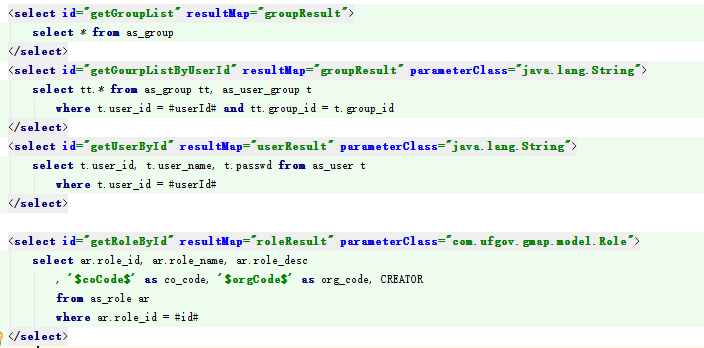 <select id="getGroupList" resultMap="groupResult">
select * from as_group
</select>
<select id="getGourpListByUserId" resultMap="groupResult" parameterClass="java.lang.String">
select tt.* from as_group tt, as_user_group t
where t.user_id = #userId# and tt.group_id = t.group_id
</select>
<select id="getUserById" resultMap="userResult" parameterClass="java.lang.String">
select t.user_id, t.user_name, t.passwd from as_user t
where t.user_id = #userId#
</select>
<select id="getRoleById" resultMap="roleResult" parameterClass="com.ufgov.gmap.model.Role">
select ar.role_id, ar.role_name, ar.role_desc
, '$coCode$' as co_code, '$orgCode$' as org_code, CREATOR
from as_role ar
where ar.role_id = #id#
</select>